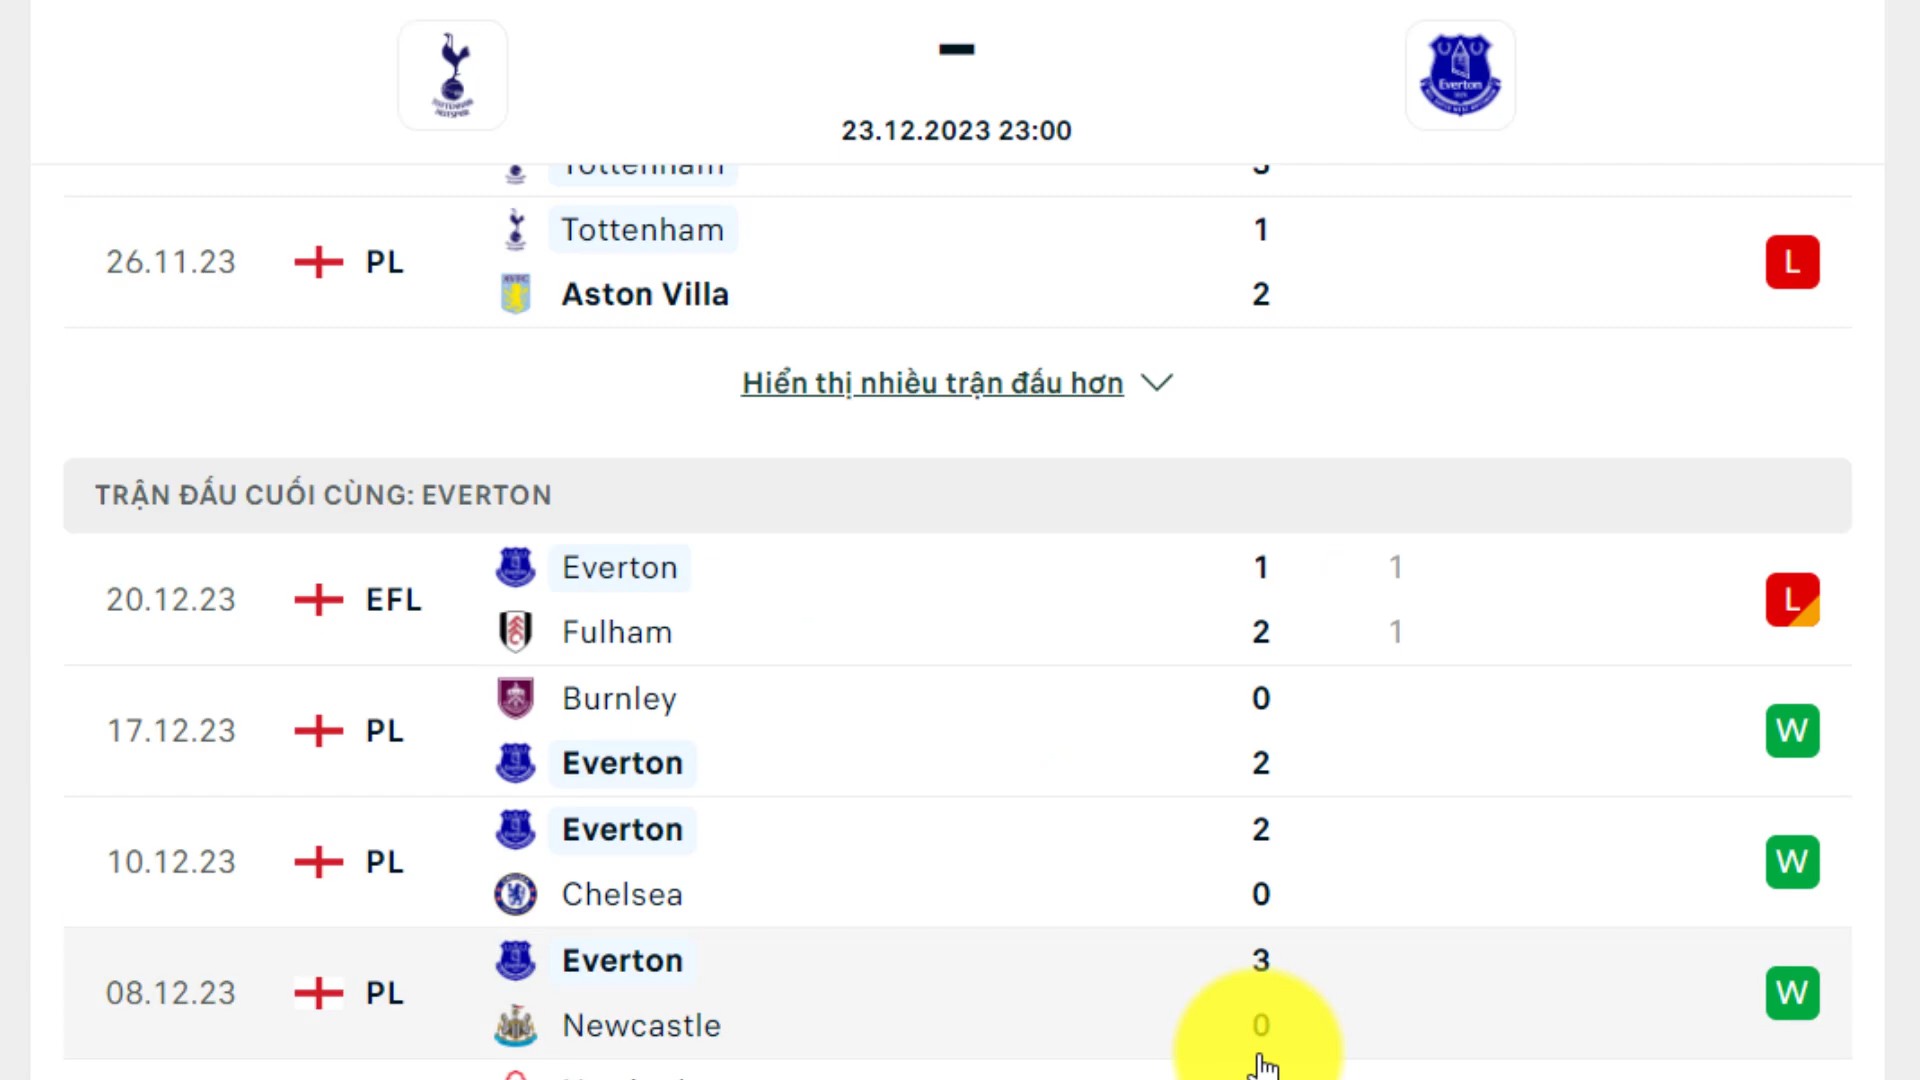 23.12.2023 23:00
Tottenham 3
Tottenham 1
26.11.23 PL L
Aston Villa 2
Hiển thị nhiều trận đấu hơn
TRẬN ĐẤU CUỐI CÙNG: EVERTON
Everton 1 1
20.12.23 EFL L
Fulham 2 1
Burnley 0
17.12.23 PL W
Everton 2
Everton 2
10.12.23 PL W
Chelsea 0
Everton 3
08.12.23 PL W
Newcastle 0